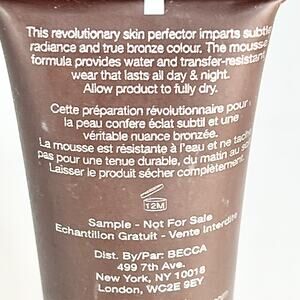 This revolutionary skin perfector imparts subtle
radiance and true bronze colour. The mousse
formula provides water and transfer-resistant
wear that lasts all day & night.
Allow product to fully dry.
Cette préparation révolutionnaire pour
la peau confere éclat subtil et une
véritable nuance bronzée.
La mousse est résistante à l'eau et ne tache
pas pour une tenue durable, du matin au soir.
Laisser le produit sécher complètement.
12M
Sample - Not For Sale
Echantillon Gratuit - Vente Interdite
Dist. By/Par: BECCA
499 7th Ave.
New York, NY 10018
London, WC2E 9EY